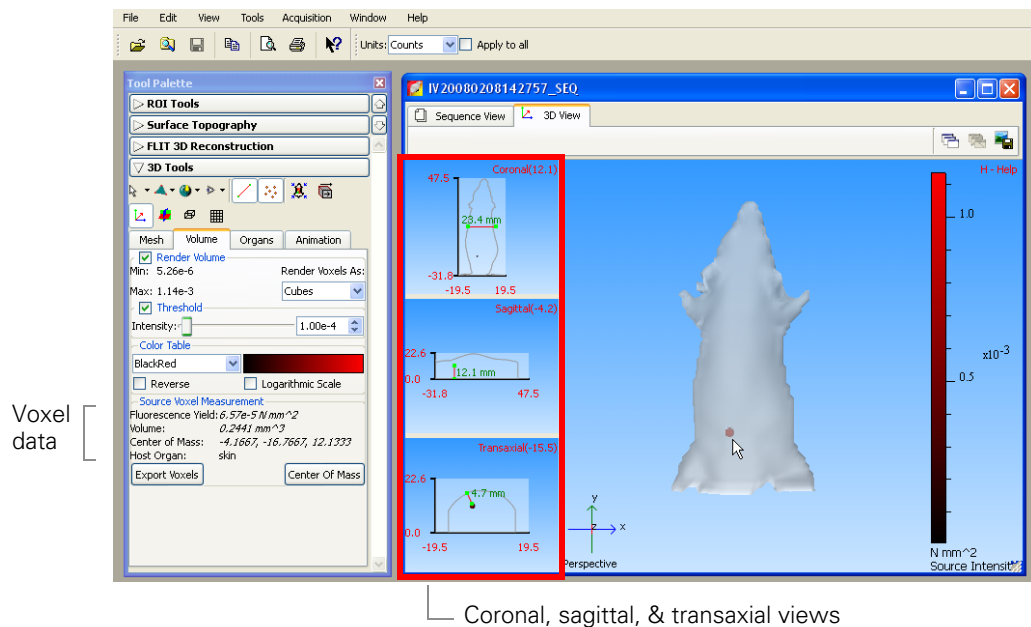 File Edit View Tools Acquisition Window Help
Units: Counts Apply to all
Tool Palette
ROI Tools
Surface Topography
FLIT 3D Reconstruction
3D Tools
Mesh Volume Organs Animation
Render Volume
Min: 5.26e-6 Render Voxels As:
Max: 1.14e-3 Cubes
Threshold
Intensity: 1.00e-4
Color Table
BlackRed
Reverse Logarithmic Scale
Source Voxel Measurement
Fluorescence Yield: 6.57e-5 N mm^2
Volume: 0.2441 mm^3
Center of Mass: -4.1667, -16.7667, 12.1333
Host Organ: skin
Export Voxels Center Of Mass
Voxel
data
IV20080208142757_SEQ
Sequence View 3D View
Coronal(12.1)
47.5
23.4 mm
-31.8
-19.5 19.5
Sagittal(-4.2)
22.6
12.1 mm
0.0
-31.8 47.5
Transaxial(-15.5)
22.6
4.7 mm
0.0
-19.5 19.5
H - Help
1.0
x10-3
0.5
N mm^2
y
z x
Perspective
Coronal, sagittal, & transaxial views